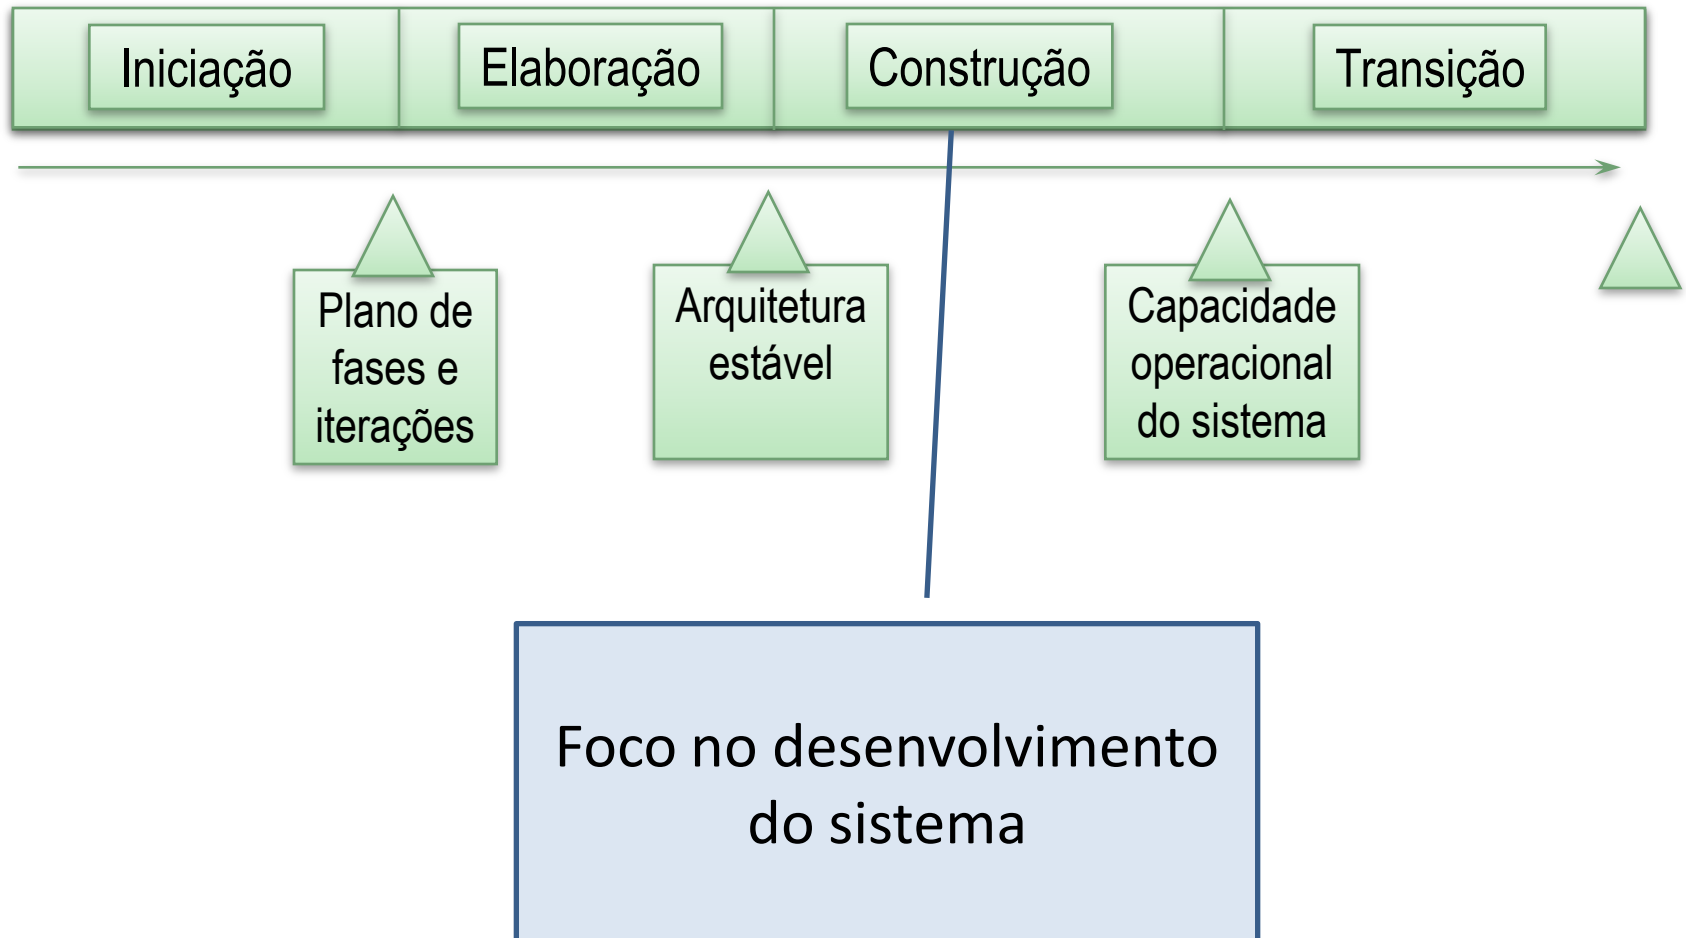 Iniciação
Elaboração
Construção
Transição
Plano de
fases e
iterações
Arquitetura
estável
Capacidade
operacional
do sistema
Foco no desenvolvimento
do sistema